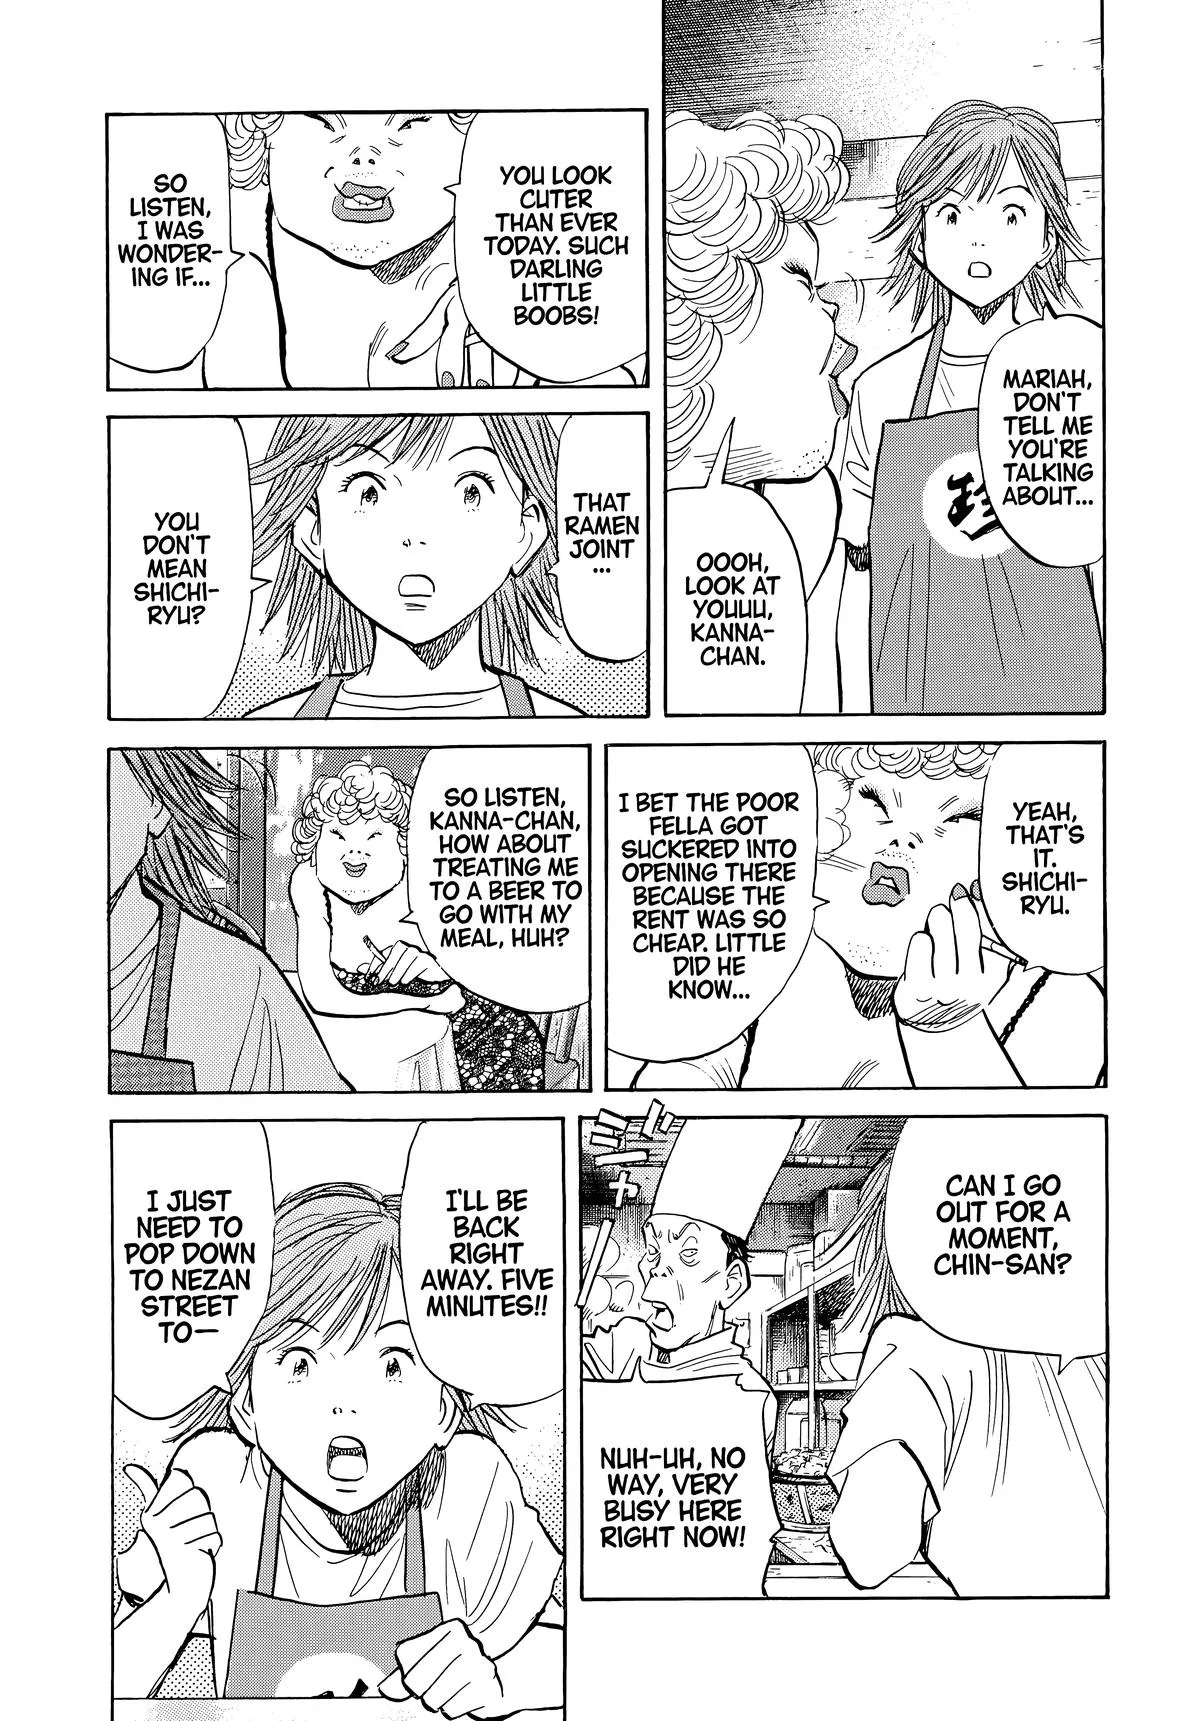 MARIAH,
DON'T
TELL ME
YOU'RE
TALKING
ABOUT...
珍
OOOH,
LOOK AT
YOUUU,
KANNA-
CHAN.
YOU LOOK
CUTER
THAN EVER
TODAY. SUCH
DARLING
LITTLE
BOOBS!
SO
LISTEN,
I WAS
WONDER-
ING IF...
THAT
RAMEN
JOINT
...
YOU
DON'T
MEAN
SHICHI-
RYU?
YEAH,
THAT'S
IT.
SHICHI-
RYU.
I BET THE POOR
FELLA GOT
SUCKERED INTO
OPENING THERE
BECAUSE THE
RENT WAS SO
CHEAP. LITTLE
DID HE
KNOW...
SO LISTEN,
KANNA-CHAN,
HOW ABOUT
TREATING ME
TO A BEER TO
GO WITH MY
MEAL, HUH?
CAN I GO
OUT FOR A
MOMENT,
CHIN-SAN?
NUH-UH, NO
WAY, VERY
BUSY HERE
RIGHT NOW!
I'LL BE
BACK
RIGHT
AWAY. FIVE
MINUTES!!
I JUST
NEED TO
POP DOWN
TO NEZAN
STREET
TO—